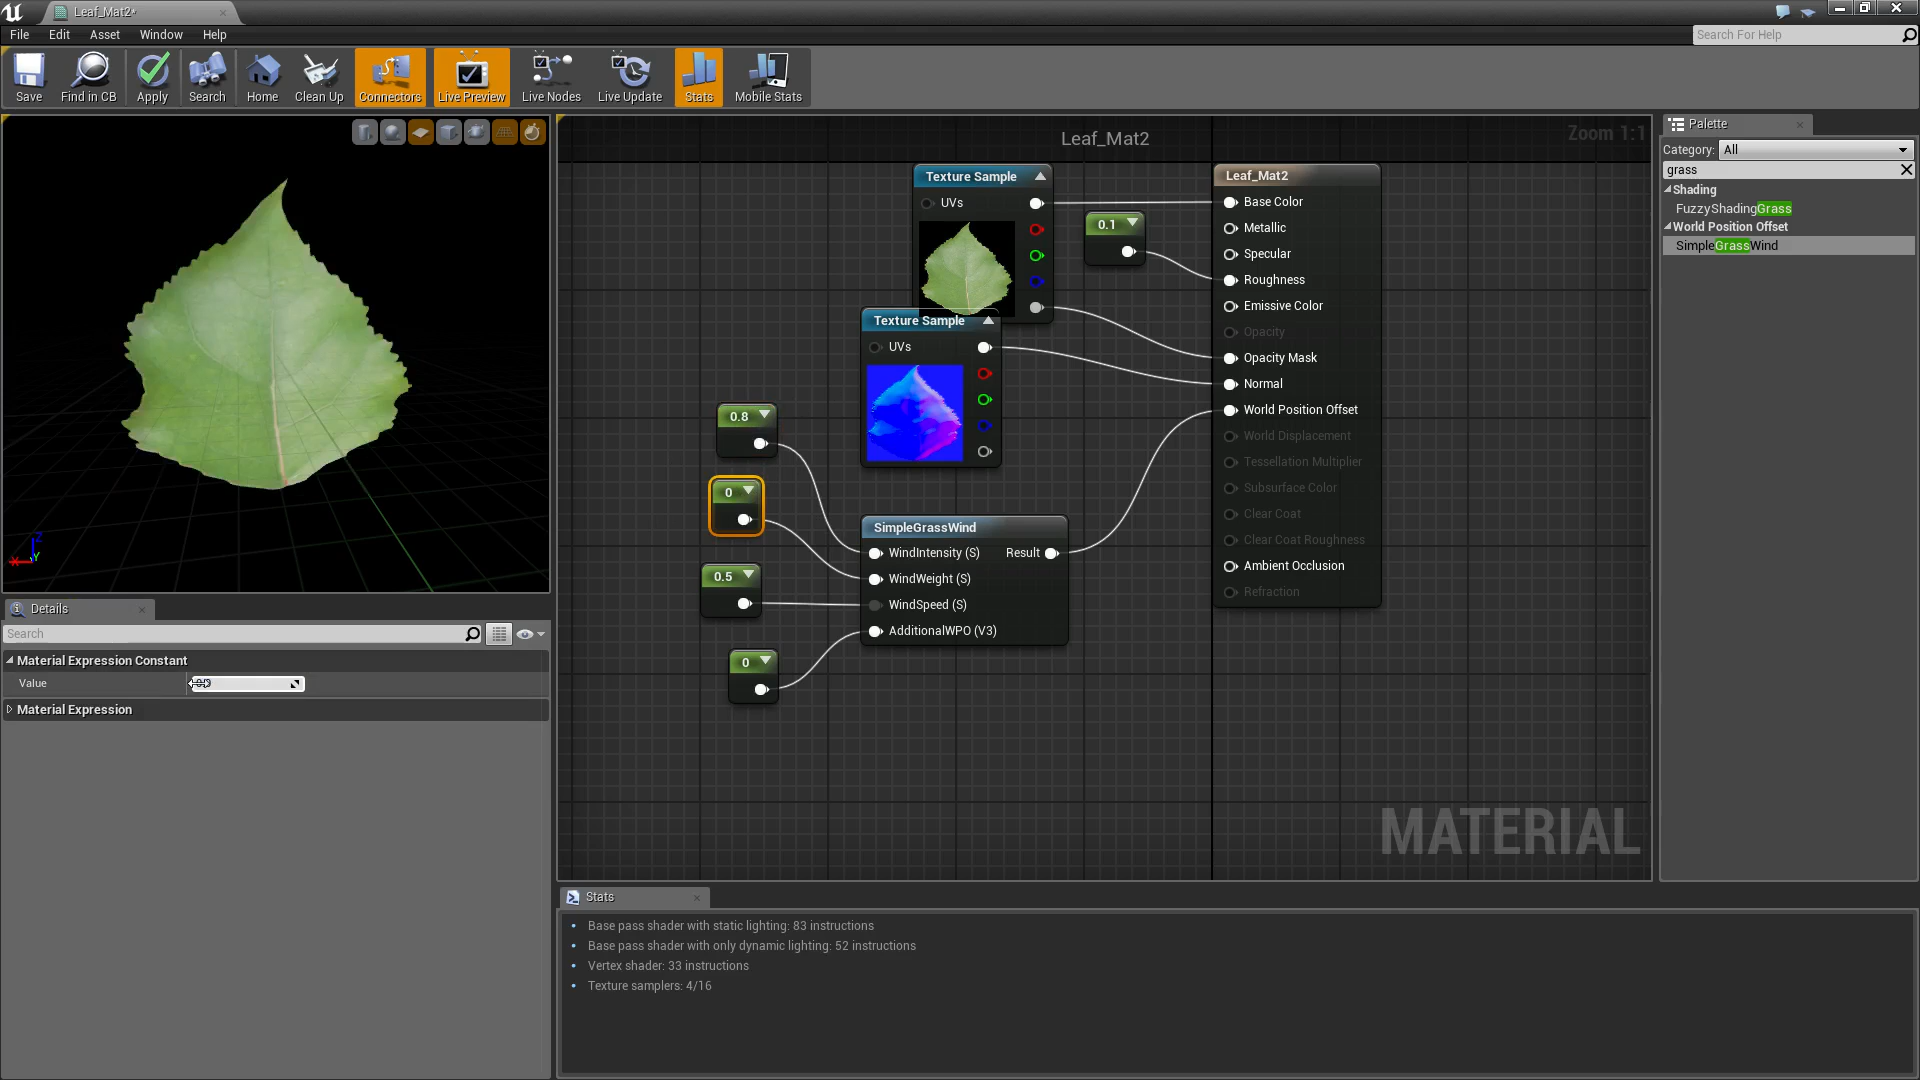 Leaf_Mat2*
File Edit Asset Window Help
Search For Help
Save Find in CB Apply Search Home Clean Up Connectors Live Preview Live Nodes Live Update Stats Mobile Stats
Leaf_Mat2
Zoom 1:1
Texture Sample
UVs
0.1
Texture Sample
UVs
0.8
0
0.5
0
SimpleGrassWind
WindIntensity (S) Result
WindWeight (S)
WindSpeed (S)
AdditionalWPO (V3)
Leaf_Mat2
Base Color
Metallic
Specular
Roughness
Emissive Color
Opacity
Opacity Mask
Normal
World Position Offset
World Displacement
Tessellation Multiplier
Subsurface Color
Clear Coat
Clear Coat Roughness
Ambient Occlusion
Refraction
MATERIAL
Palette
Category: All
grass
Shading
FuzzyShadingGrass
World Position Offset
SimpleGrassWind
Z
X
Y
Details
Search
Material Expression Constant
Value
Material Expression
Stats
Base pass shader with static lighting: 83 instructions
Base pass shader with only dynamic lighting: 52 instructions
Vertex shader: 33 instructions
Texture samplers: 4/16